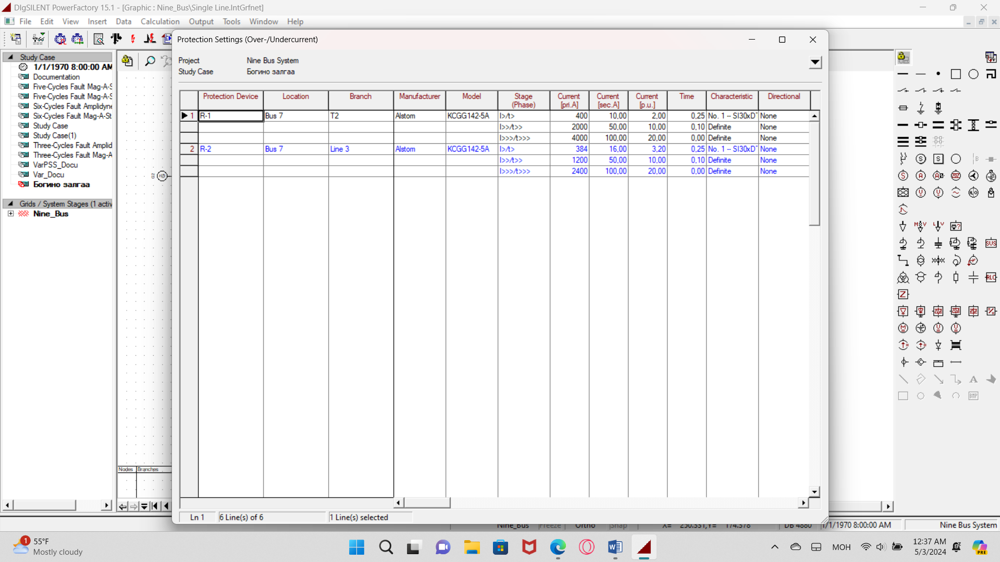 DIgSILENT PowerFactory 15.1 - [Graphic : Nine_Bus\Single Line.IntGrfnet]
File Edit View Insert Data Calculation Output Tools Window Help
Protection Settings (Over-/Undercurrent)
Project Nine Bus System
Study Case Богино залгаа
Study Case
1/1/1970 8:00:00 AM
Documentation
Five-Cycles Fault Mag-A-S
Five-Cycles Fault Mag-A-S
Six-Cycles Fault Amplidyne
Six-Cycles Fault Mag-A-St
Study Case
Study Case(1)
Three-Cycles Fault Amplid
Three-Cycles Fault Mag-A
VarPSS_Docu
Var_Docu
Богино залгаа
Grids / System Stages (1 activ
Nine_Bus
G2
Nodes Branches
Protection Device Location Branch Manufacturer Model Stage (Phase) Current [pri.A] Current [sec.A] Current [p.u.] Time Characteristic Directional
1 R-1 Bus 7 T2 Alstom KCGG142-5A I>/t> 400 10,00 2,00 0,25 No. 1 -- SI30xD None
I>>/t>> 2000 50,00 10,00 0,10 Definite None
I>>>/t>>> 4000 100,00 20,00 0,00 Definite None
2 R-2 Bus 7 Line 3 Alstom KCGG142-5A I>/t> 384 16,00 3,20 0,25 No. 1 -- SI30xD None
I>>/t>> 1200 50,00 10,00 0,10 Definite None
I>>>/t>>> 2400 100,00 20,00 0,00 Definite None
Ln 1 6 Line(s) of 6 1 Line(s) selected
Nine_Bus Freeze Ortho Snap X= 250.331,Y= 174.378 DB 4880 1/1/1970 8:00:00 AM Nine Bus System
1 55°F
Mostly cloudy
МОН
12:37 AM
5/3/2024
PRE